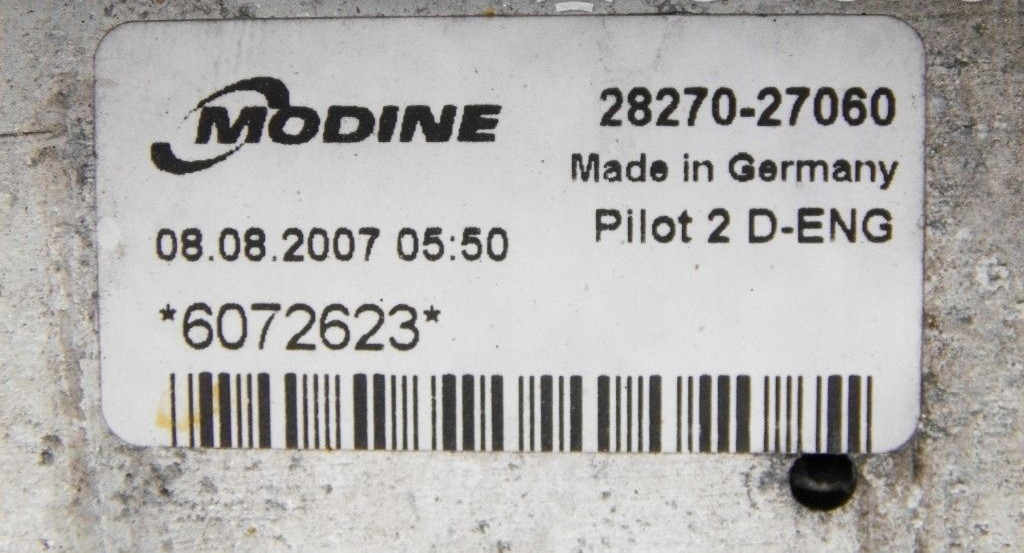 MODINE
28270-27060
Made in Germany
Pilot 2 D-ENG
08.08.2007 05:50
*6072623*